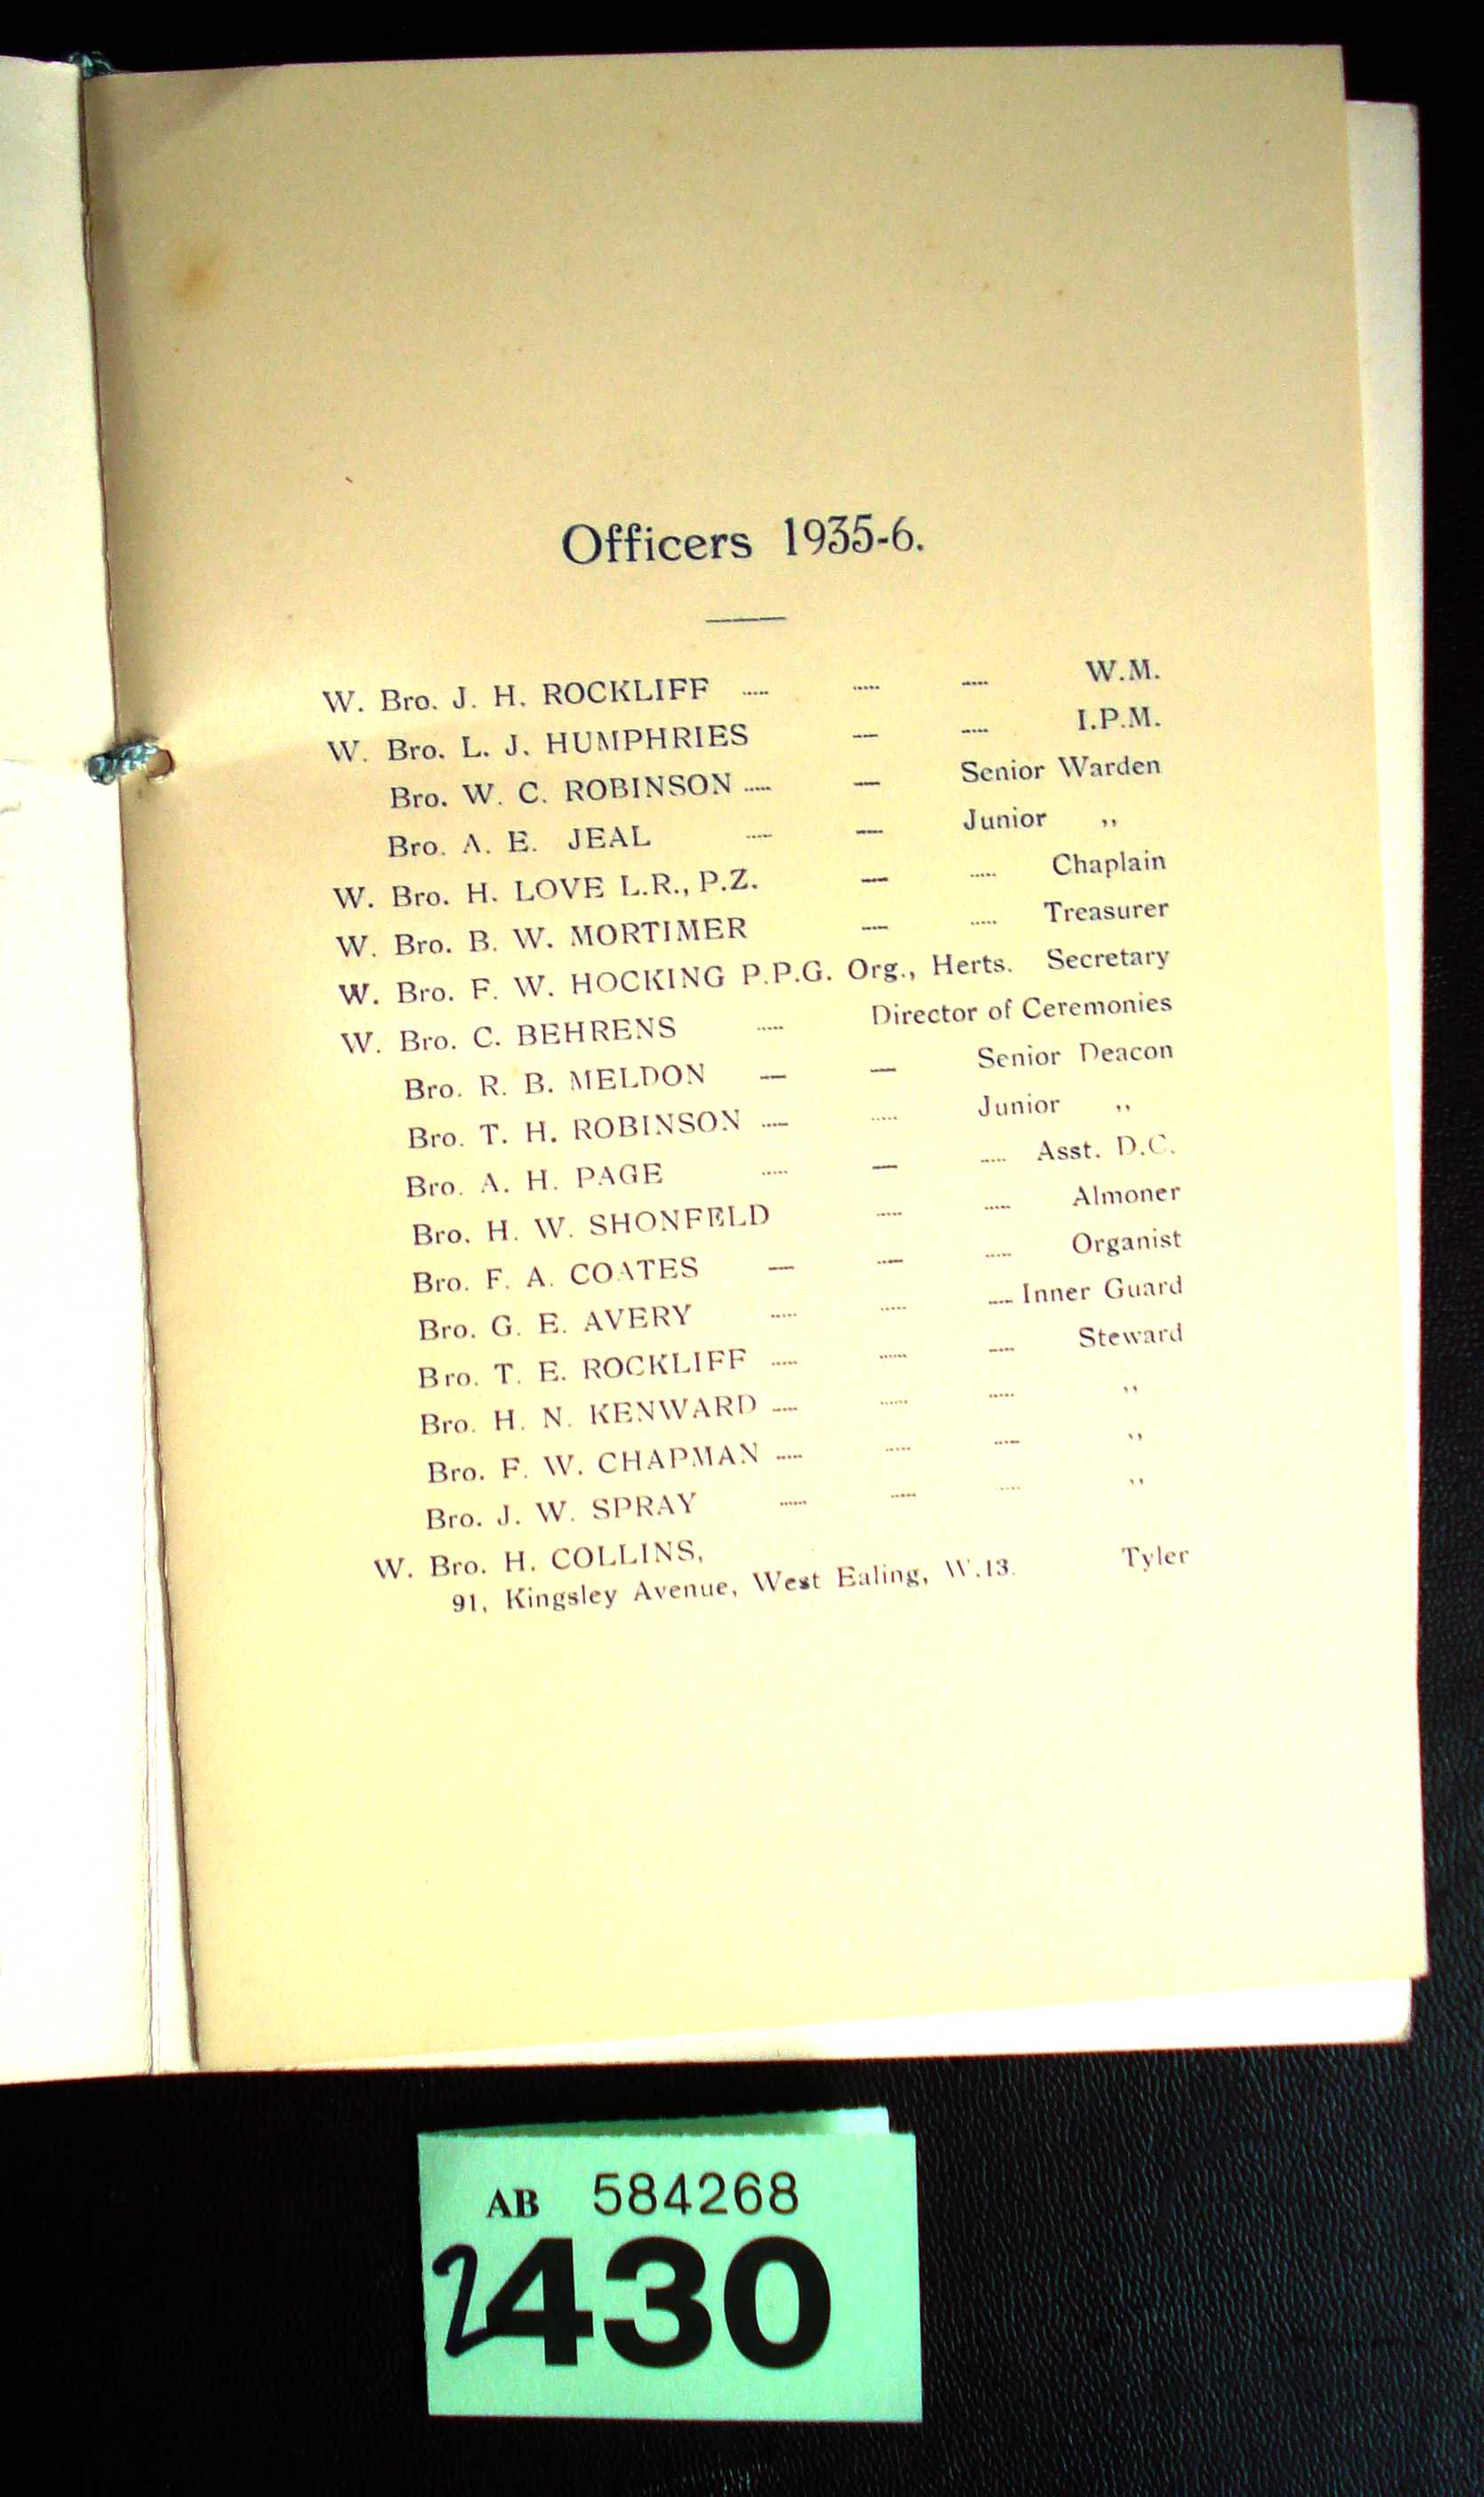 Officers 1935-6.
W. Bro. J. H. ROCKLIFF ..... ..... ..... W.M.
W. Bro. L. J. HUMPHRIES ..... ..... I.P.M.
Bro. W. C. ROBINSON ..... ..... Senior Warden
Bro. A. E. JEAL ..... ..... Junior ,,
W. Bro. H. LOVE L.R., P.Z. ..... ..... Chaplain
W. Bro. B. W. MORTIMER ..... ..... Treasurer
W. Bro. F. W. HOCKING P.P.G. Org., Herts. Secretary
W. Bro. C. BEHRENS ..... Director of Ceremonies
Bro. R. B. MELDON ..... ..... Senior Deacon
Bro. T. H. ROBINSON ..... ..... Junior ,,
Bro. A. H. PAGE ..... ..... ..... Asst. D.C.
Bro. H. W. SHONFELD ..... ..... Almoner
Bro. F. A. COATES ..... ..... ..... Organist
Bro. G. E. AVERY ..... ..... ..... Inner Guard
Bro. T. E. ROCKLIFF ..... ..... ..... Steward
Bro. H. N. KENWARD ..... ..... ..... ,,
Bro. F. W. CHAPMAN ..... ..... ..... ,,
Bro. J. W. SPRAY ..... ..... ..... ,,
W. Bro. H. COLLINS,
91, Kingsley Avenue, West Ealing, W.13. Tyler
AB 584268
2430